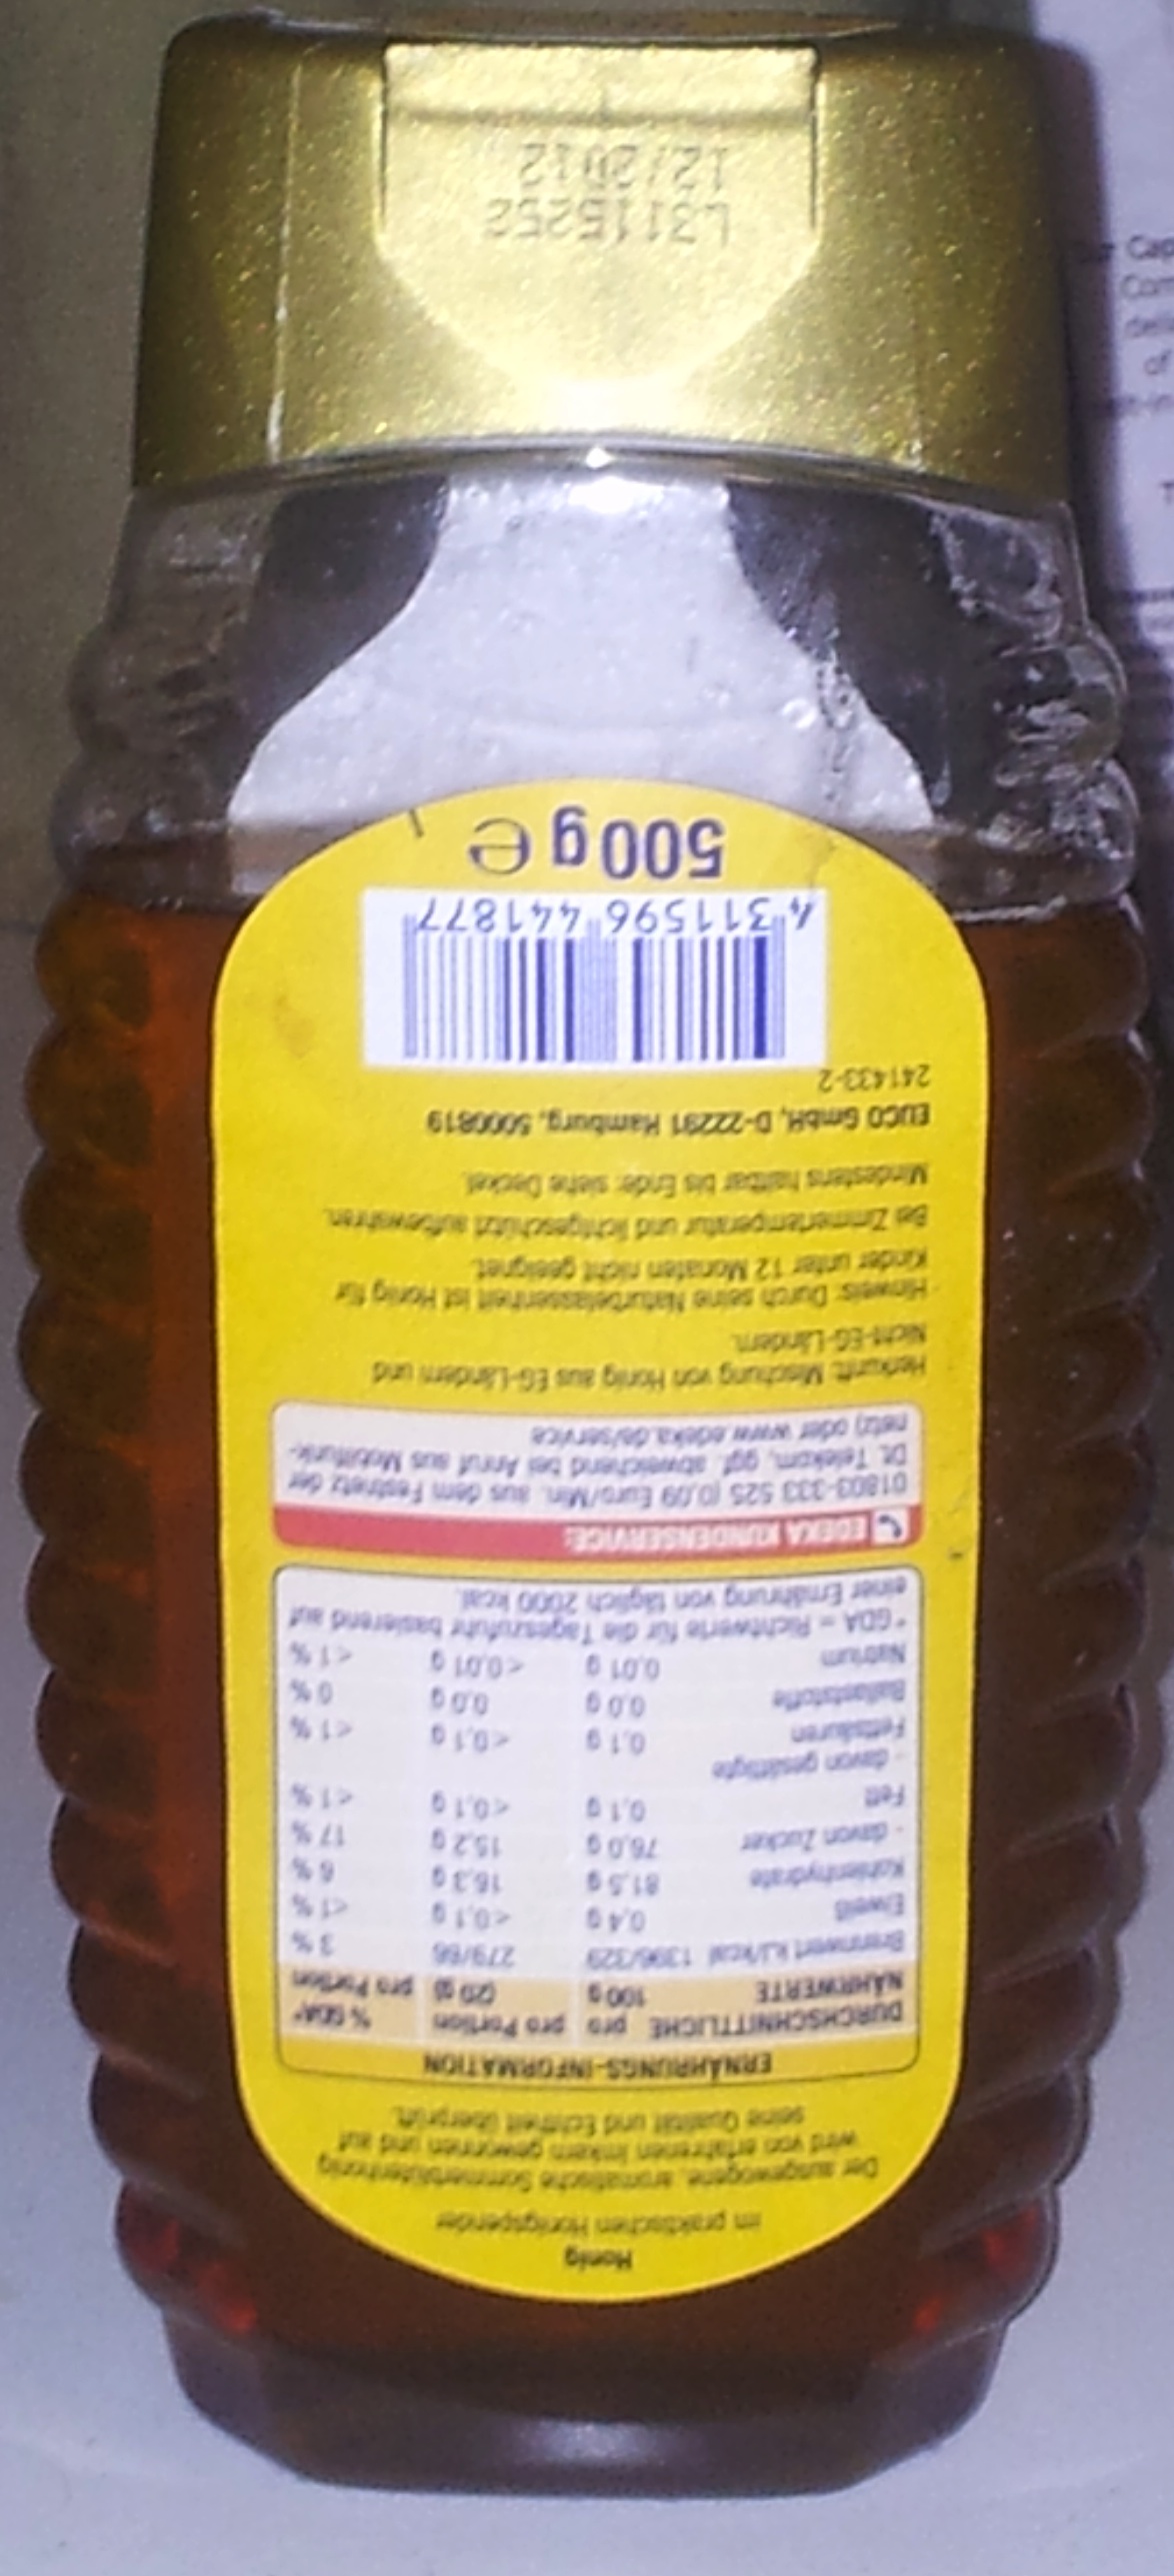 Honig
im praktischen Honigspender
Der ausgewogene, aromatische Sommerblütenhonig
wird von erfahrenen Imkern gewonnen und auf
seine Qualität und Echtheit überprüft.
ERNÄHRUNGS-INFORMATION
DURCHSCHNITTLICHE pro pro Portion % GDA*
NÄHRWERTE 100 g (20 g) pro Portion
Brennwert kJ/kcal 1396/329 279/66 3 %
Eiweiß 0,4 g <0,1 g <1 %
Kohlenhydrate 81,5 g 16,3 g 6 %
- davon Zucker 76,0 g 15,2 g 17 %
Fett 0,1 g <0,1 g <1 %
- davon gesättigte
Fettsäuren 0,1 g <0,1 g <1 %
Ballaststoffe 0,0 g 0,0 g 0 %
Natrium 0,01 g <0,01 g <1 %
*GDA – Richtwerte für die Tageszufuhr basierend auf
einer Ernährung von täglich 2000 kcal.
EDEKA KUNDENSERVICE:
01803-333 525 (0,09 Euro/Min. aus dem Festnetz der
Dt. Telekom, ggf. abweichend bei Anruf aus Mobilfunk-
netz) oder www.edeka.de/service
Herkunft: Mischung von Honig aus EG-Ländern und
Nicht-EG-Ländern.
Hinweis: Durch seine Naturbelassenheit ist Honig für
Kinder unter 12 Monaten nicht geeignet.
Bei Zimmertemperatur und lichtgeschützt aufbewahren.
Mindestens haltbar bis Ende: siehe Deckel.
EUCO GmbH, D-22291 Hamburg, 5000819
241433-2
4 311596 441877
500 g e
L3115252
12/2012